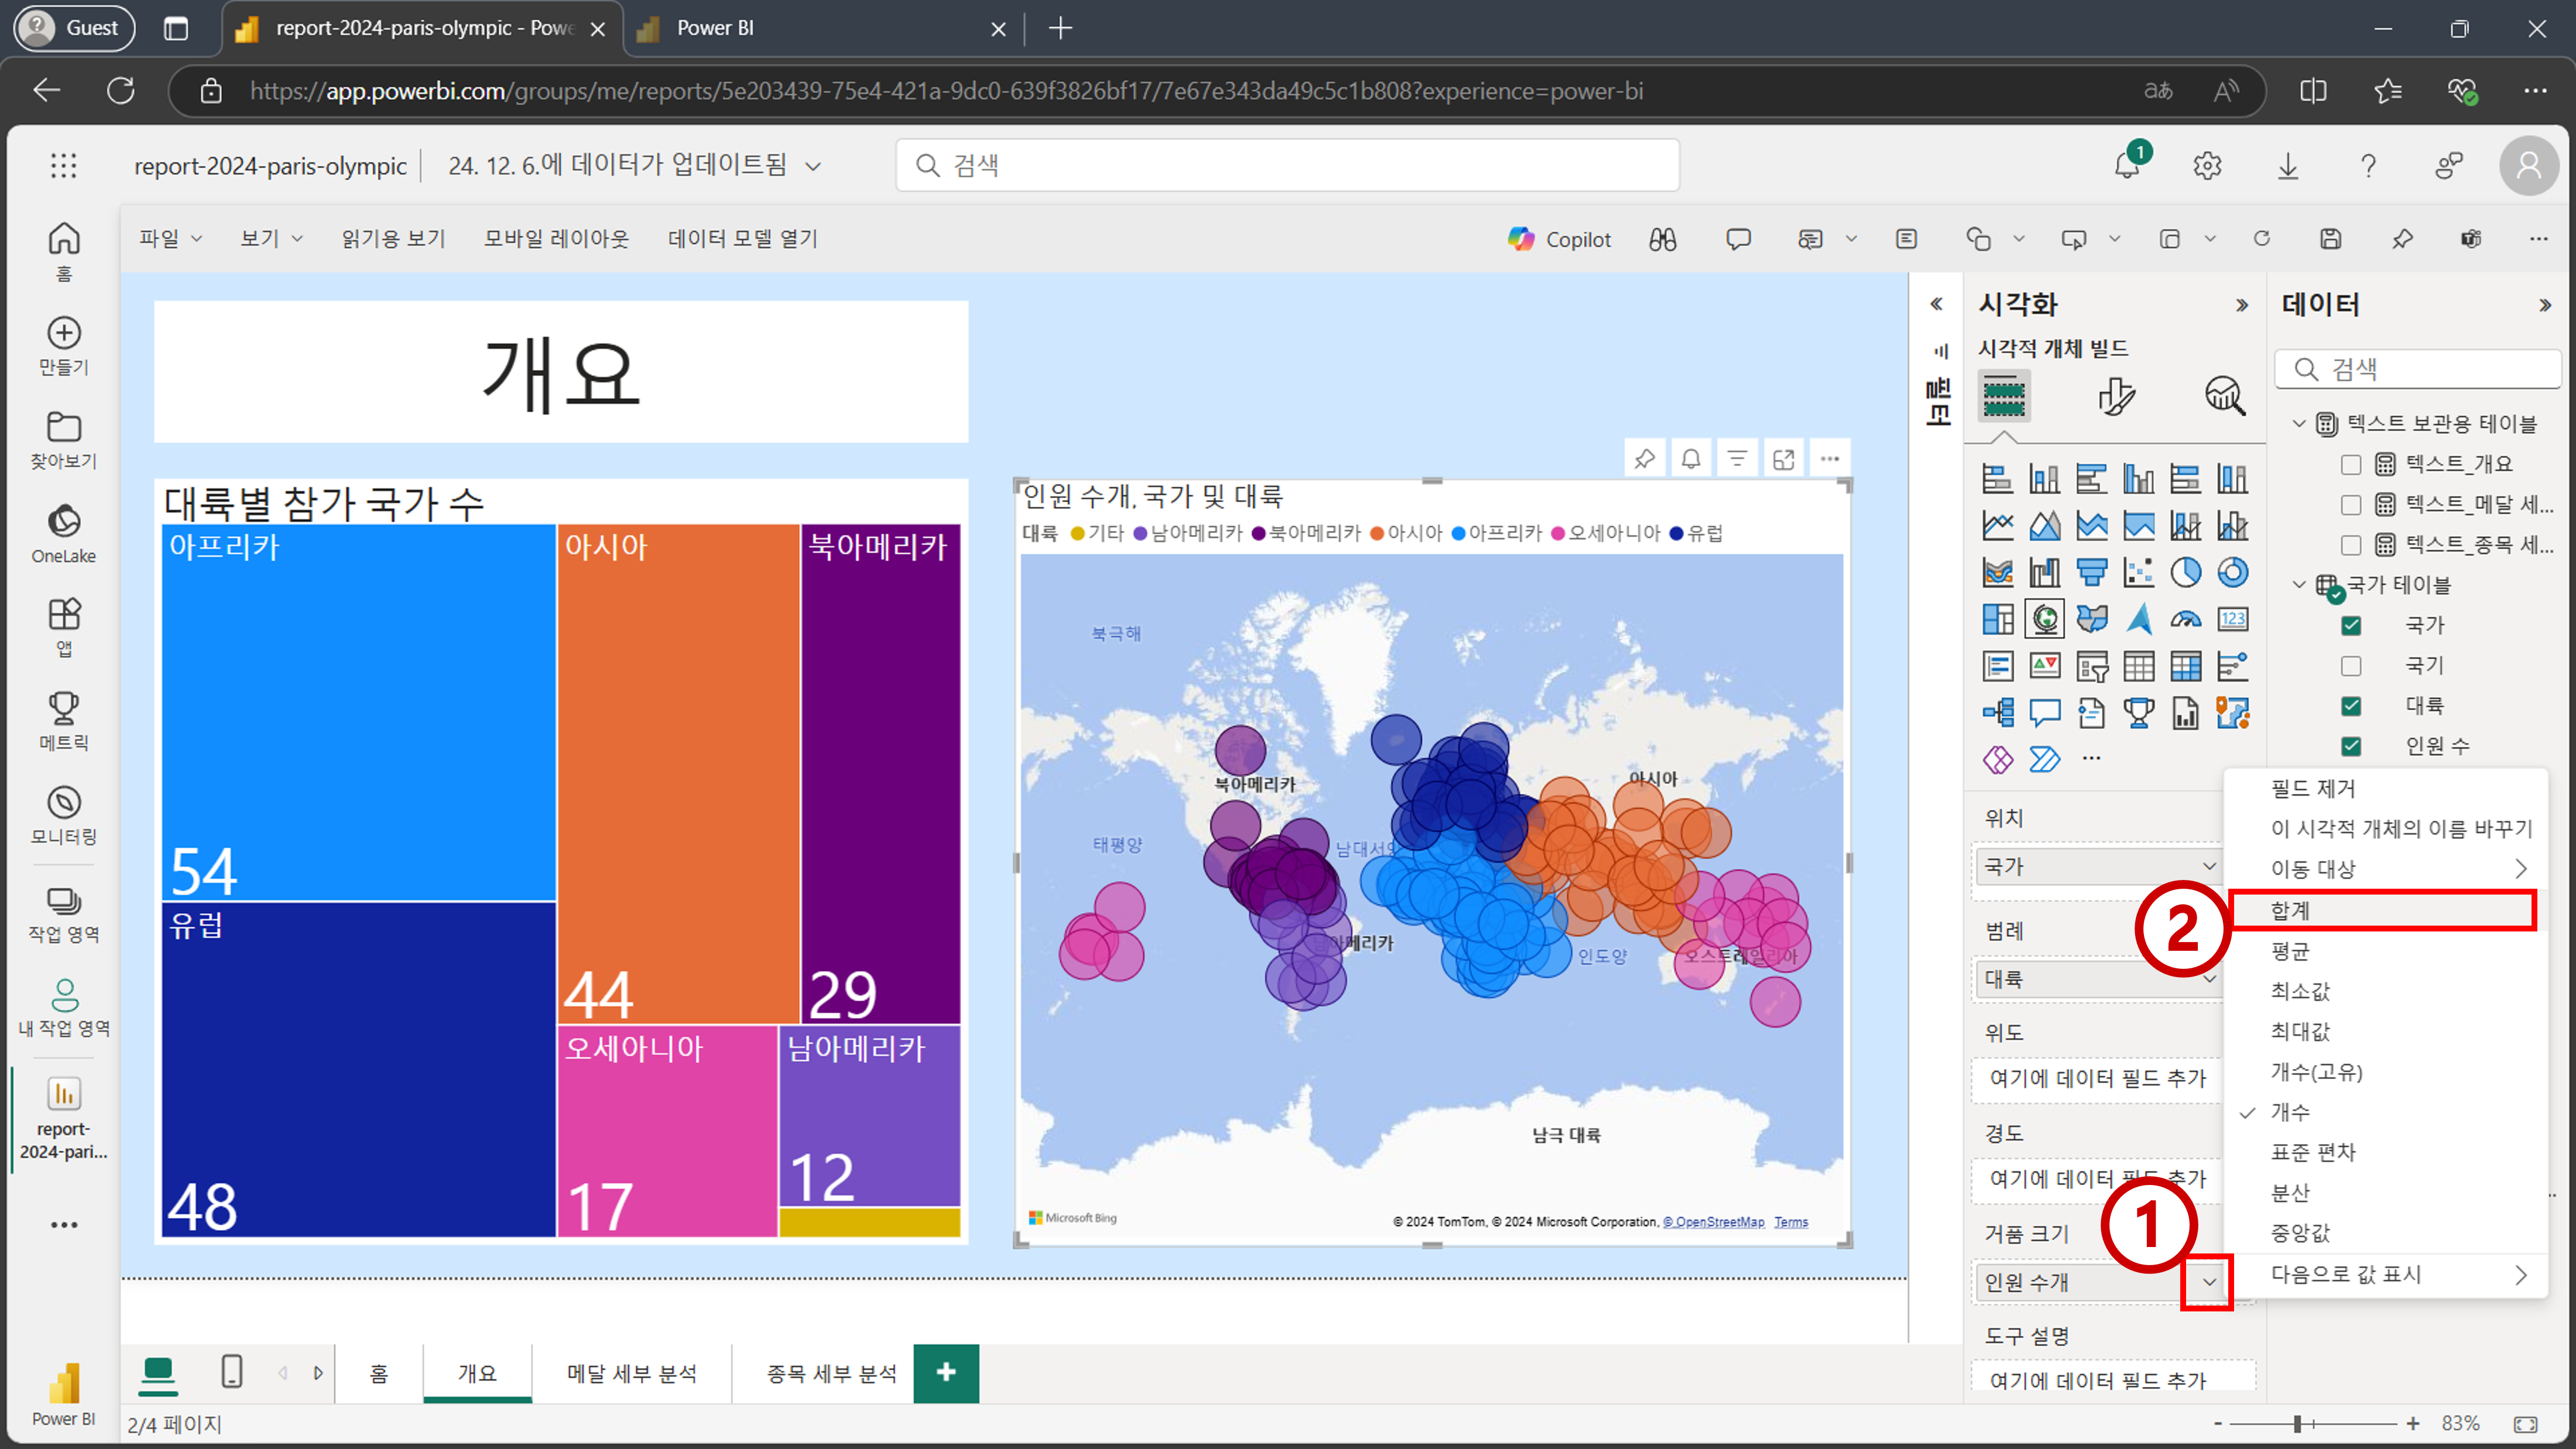 Guest
report-2024-paris-olympic - Powe
Power BI
https://app.powerbi.com/groups/me/reports/5e203439-75e4-421a-9dc0-639f3826bf17/7e67e343da49c5c1b808?experience=power-bi
report-2024-paris-olympic
24. 12. 6.에 데이터가 업데이트됨
검색
1
파일
보기
읽기용 보기
모바일 레이아웃
데이터 모델 열기
Copilot
홈
만들기
찾아보기
OneLake
앱
메트릭
모니터링
작업 영역
내 작업 영역
report-
2024-pari...
Power BI
개요
대륙별 참가 국가 수
아프리카
54
유럽
48
아시아
44
북아메리카
29
오세아니아
17
남아메리카
12
인원 수개, 국가 및 대륙
대륙 기타 남아메리카 북아메리카 아시아 아프리카 오세아니아 유럽
북극해
북아메리카
아시아
태평양
남대서양
남아메리카
인도양
오스트레일리아
남극 대륙
Microsoft Bing
© 2024 TomTom, © 2024 Microsoft Corporation, © OpenStreetMap Terms
필터
시각화
시각적 개체 빌드
123
위치
국가
범례
대륙
위도
여기에 데이터 필드 추가
경도
여기에 데이터 필드 추가
거품 크기
인원 수개
도구 설명
여기에 데이터 필드 추가
데이터
검색
텍스트 보관용 테이블
텍스트_개요
텍스트_메달 세...
텍스트_종목 세...
국가 테이블
국가
국기
대륙
인원 수
필드 제거
이 시각적 개체의 이름 바꾸기
이동 대상
합계
평균
최소값
최대값
개수(고유)
개수
표준 편차
분산
중앙값
다음으로 값 표시
2
1
홈
개요
메달 세부 분석
종목 세부 분석
2/4 페이지
83%